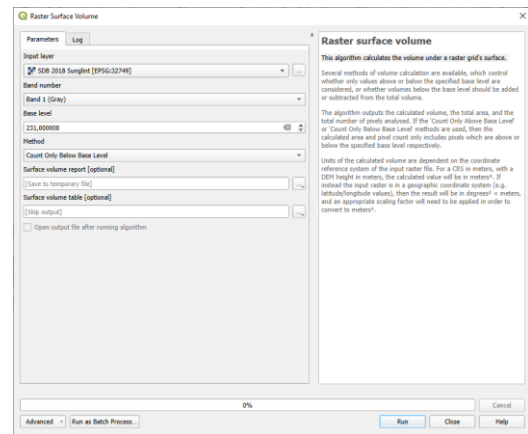 Raster Surface Volume
Parameters Log
Input layer
SDB 2018 Sunglint [EPSG:32749]
...
Band number
Band 1 (Gray)
Base level
231,000008
Method
Count Only Below Base Level
Surface volume report [optional]
[Save to temporary file]
...
Surface volume table [optional]
[Skip output]
...
Open output file after running algorithm
Raster surface volume
This algorithm calculates the volume under a raster grid's surface.
Several methods of volume calculation are available, which control
whether only values above or below the specified base level are
considered, or whether volumes below the base level should be added
or subtracted from the total volume.
The algorithm outputs the calculated volume, the total area, and the
total number of pixels analysed. If the 'Count Only Above Base Level'
or 'Count Only Below Base Level' methods are used, then the
calculated area and pixel count only includes pixels which are above or
below the specified base level respectively.
Units of the calculated volume are dependent on the coordinate
reference system of the input raster file. For a CRS in meters, with a
DEM height in meters, the calculated value will be in meters³. If
instead the input raster is in a geographic coordinate system (e.g.
latitude/longitude values), then the result will be in degrees² × meters,
and an appropriate scaling factor will need to be applied in order to
convert to meters³.
0%
Cancel
Advanced Run as Batch Process...
Run Close Help